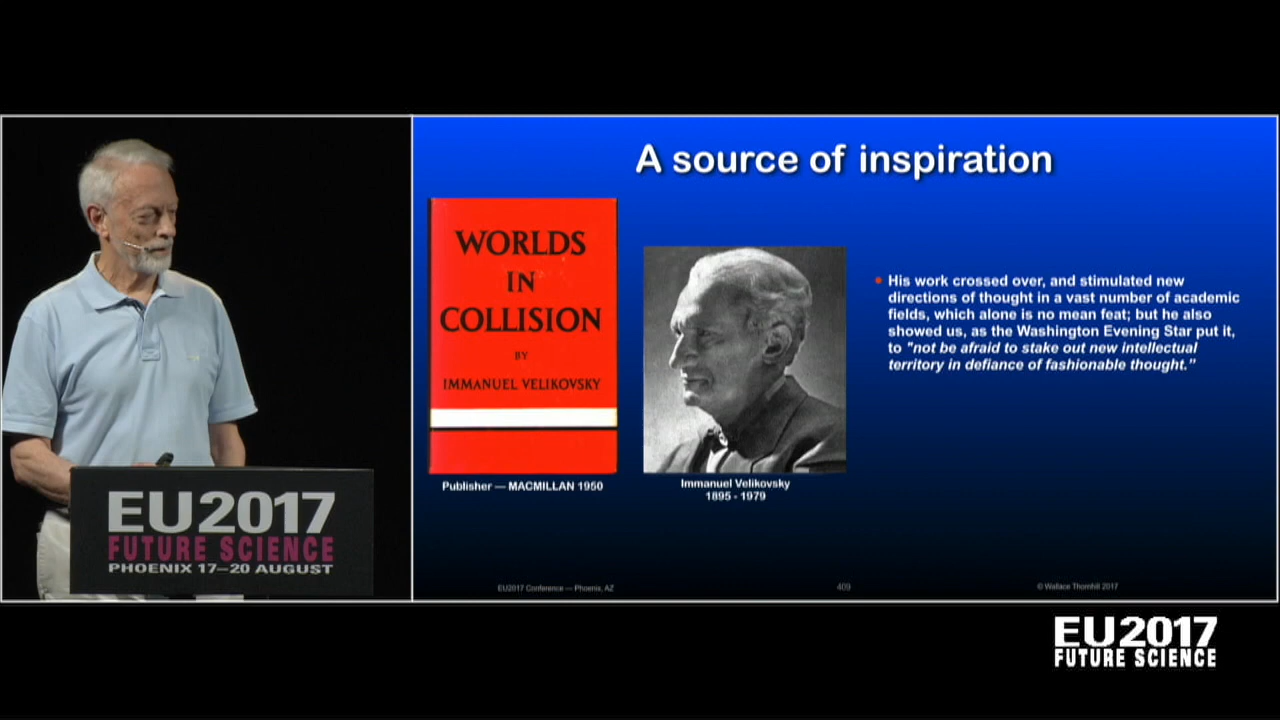 A source of inspiration
WORLDS
IN
COLLISION
BY
IMMANUEL VELIKOVSKY
Publisher — MACMILLAN 1950
Immanuel Velikovsky
1895 - 1979
• His work crossed over, and stimulated new
directions of thought in a vast number of academic
fields, which alone is no mean feat; but he also
showed us, as the Washington Evening Star put it,
to "not be afraid to stake out new intellectual
territory in defiance of fashionable thought."
EU2017 Conference — Phoenix, AZ
409
© Wallace Thornhill 2017
EU2017
FUTURE SCIENCE
PHOENIX 17–20 AUGUST
EU2017
FUTURE SCIENCE